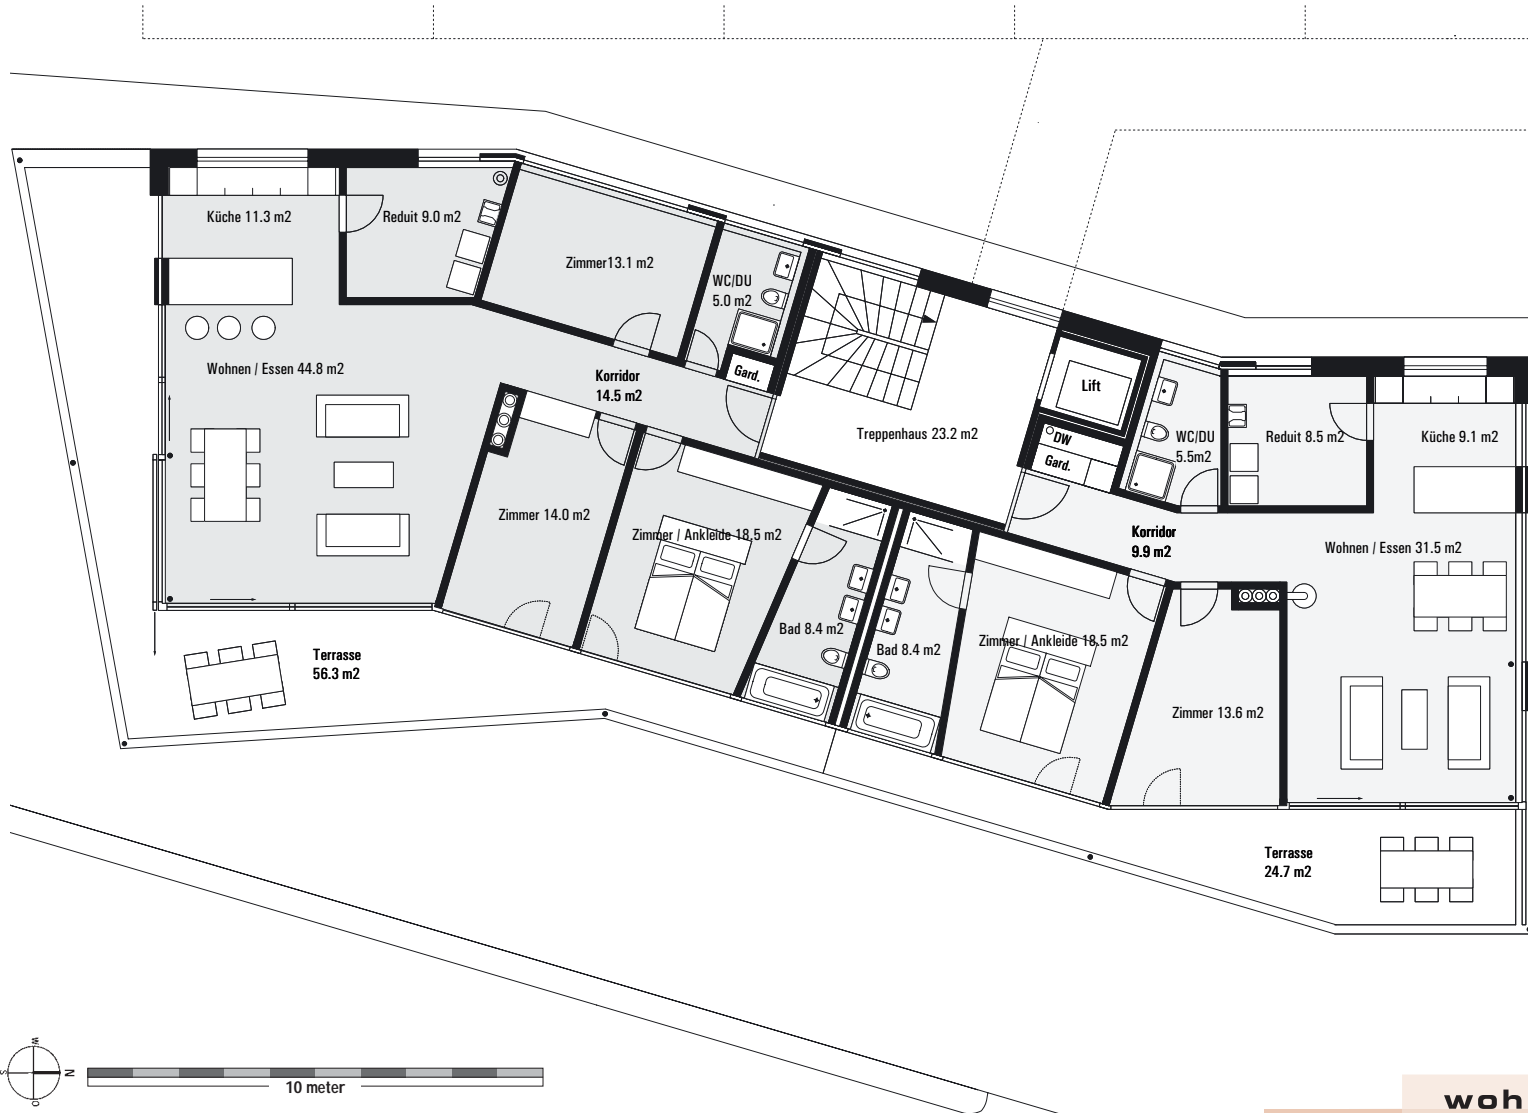 Küche 11.3 m2
Reduit 9.0 m2
Zimmer13.1 m2
WC/DU
5.0 m2
Wohnen / Essen 44.8 m2
Korridor
14.5 m2
Gard.
Treppenhaus 23.2 m2
Lift
DW
Gard.
WC/DU
5.5m2
Reduit 8.5 m2
Küche 9.1 m2
Zimmer 14.0 m2
Zimmer / Ankleide 18.5 m2
Korridor
9.9 m2
Wohnen / Essen 31.5 m2
Bad 8.4 m2
Bad 8.4 m2
Zimmer / Ankleide 18.5 m2
Zimmer 13.6 m2
Terrasse
56.3 m2
Terrasse
24.7 m2
W
S
N
O
10 meter
woh